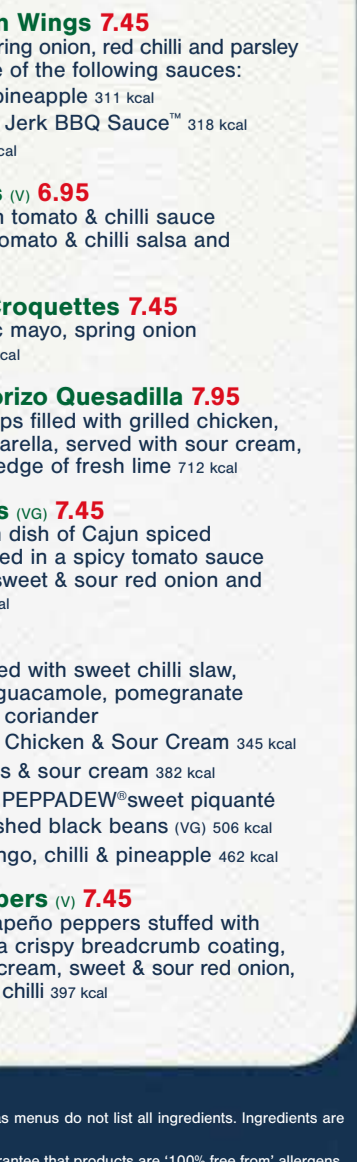 Wings 7.45
ring onion, red chilli and parsley
of the following sauces:
pineapple 311 kcal
Jerk BBQ Sauce™ 318 kcal
(V) 6.95
tomato & chilli sauce
tomato & chilli salsa and
Croquettes 7.45
mayo, spring onion
kcal
orizo Quesadilla 7.95
ps filled with grilled chicken,
arella, served with sour cream,
edge of fresh lime 712 kcal
(VG) 7.45
dish of Cajun spiced
ed in a spicy tomato sauce
sweet & sour red onion and
ed with sweet chilli slaw,
guacamole, pomegranate
coriander
Chicken & Sour Cream 345 kcal
s & sour cream 382 kcal
PEPPADEW® sweet piquanté
shed black beans (VG) 506 kcal
ngo, chilli & pineapple 462 kcal
pers (V) 7.45
apeño peppers stuffed with
a crispy breadcrumb coating,
cream, sweet & sour red onion,
chilli 397 kcal
as menus do not list all ingredients. Ingredients are
rantee that products are '100% free from' allergens